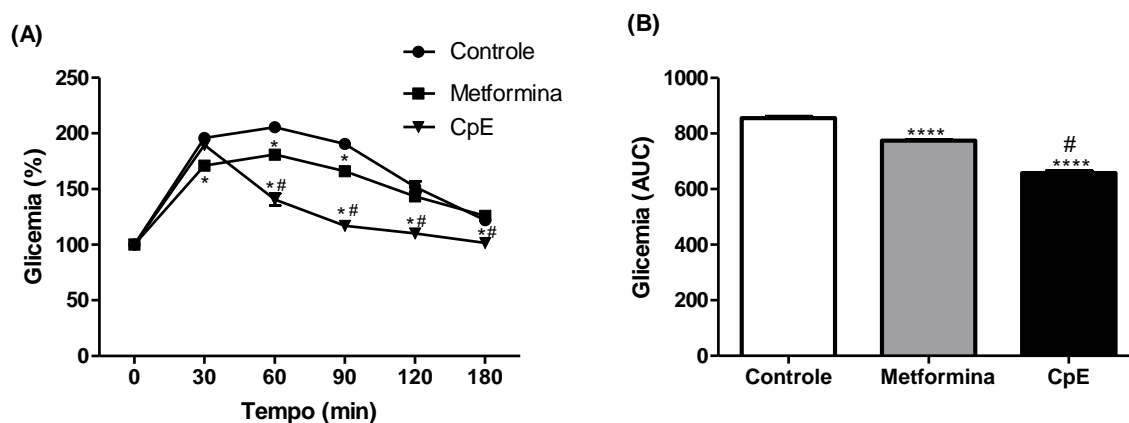 (A)
Controle
Metformina
CpE
Glicemia (%)
250
200
150
100
50
0
*
*
*
*#
*#
*#
*#
0 30 60 90 120 180
Tempo (min)
(B)
Glicemia (AUC)
1000
800
600
400
200
0
****
#
****
Controle Metformina CpE